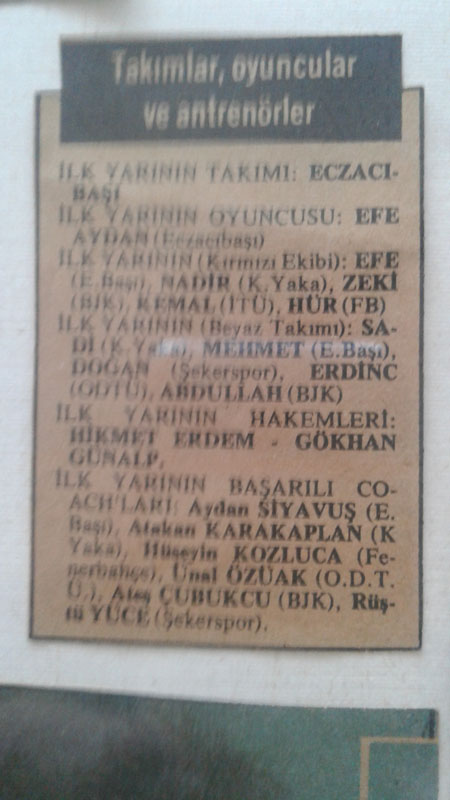 Takımlar, oyuncular
ve antrenörler
İLK YARININ TAKIMI: ECZACI-
BAŞI
İLK YARININ OYUNCUSU: EFE
AYDAN (Eczacıbaşı)
İLK YARININ (Kırmızı Ekibi): EFE
(E.Başı), NADİR (K.Yaka), ZEKİ
(BJK), KEMAL (İTÜ), HÜR (FB)
İLK YARININ (Beyaz Takımı): SA-
Dİ (K.Yaka), MEHMET (E.Başı),
DOĞAN (Şekerspor), ERDİNÇ
(ODTÜ), ABDULLAH (BJK)
İLK YARININ HAKEMLERİ:
HİKMET ERDEM - GÖKHAN
GÜNALP,
İLK YARININ BAŞARILI CO-
ACH'LARI: Aydan SİYAVUŞ (E.
Başı), Atakan KARAKAPLAN (K
Yaka), Hüseyin KOZLUCA (Fe-
nerbahçe), Ünal ÖZÜAK (O.D.T.
Ü.), Ateş ÇUBUKCU (BJK), Rüş-
tü YÜCE (Şekerspor).